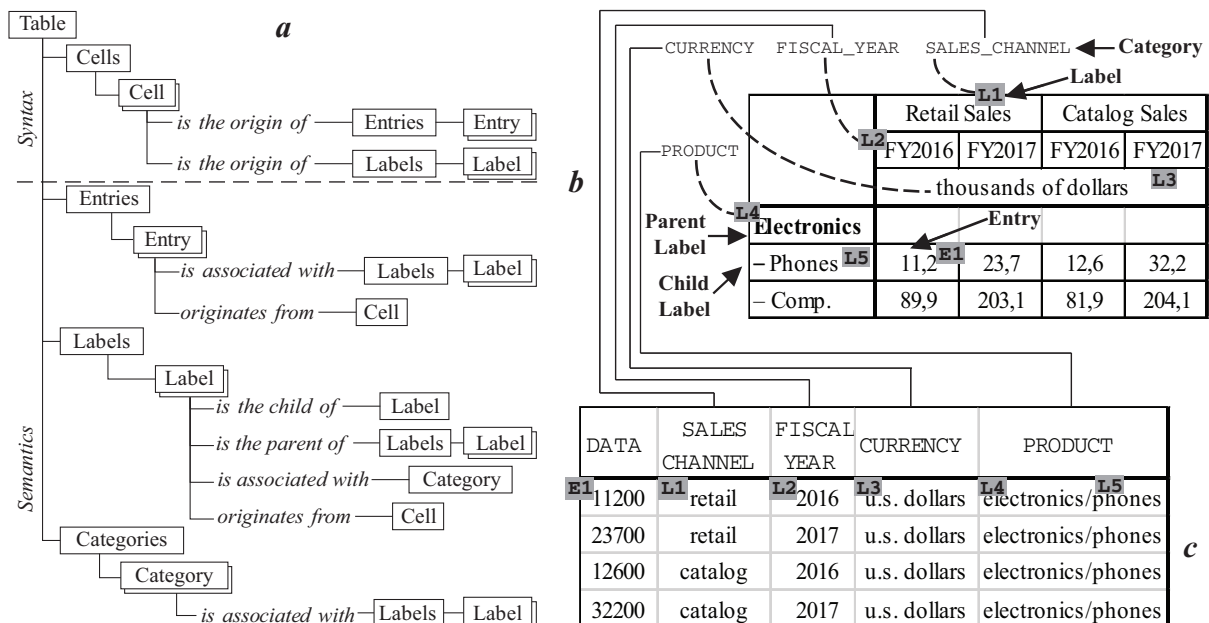 Table
a
Cells
Cell
is the origin of
Entries
Entry
is the origin of
Labels
Label
Syntax
Entries
Entry
is associated with
Labels
Label
originates from
Cell
Labels
Label
is the child of
Label
is the parent of
Labels
Label
is associated with
Category
originates from
Cell
Semantics
Categories
Category
is associated with
Labels
Label
b
CURRENCY FISCAL_YEAR SALES_CHANNEL
Category
L1
Label
Retail Sales Catalog Sales
L2
FY2016 FY2017 FY2016 FY2017
PRODUCT
thousands of dollars
L3
L4
Parent
Label
Electronics
Entry
– Phones L5 11,2 E1 23,7 12,6 32,2
Child
Label
– Comp. 89,9 203,1 81,9 204,1
DATA SALES CHANNEL FISCAL YEAR CURRENCY PRODUCT
E1 L1 L2 L3 L4 L5
11200 retail 2016 u.s. dollars electronics/phones
23700 retail 2017 u.s. dollars electronics/phones
12600 catalog 2016 u.s. dollars electronics/phones
32200 catalog 2017 u.s. dollars electronics/phones
c